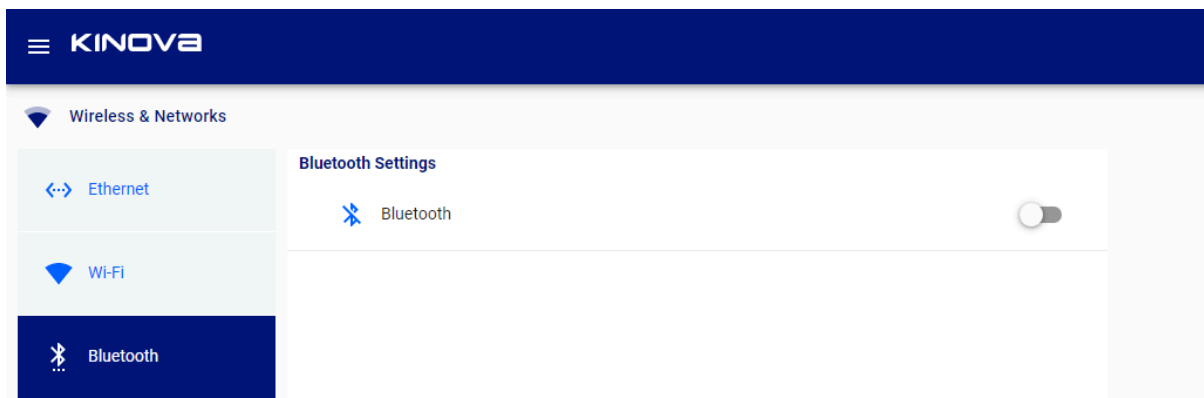 KINOVA
Wireless & Networks
Ethernet
Wi-Fi
Bluetooth
Bluetooth Settings
Bluetooth